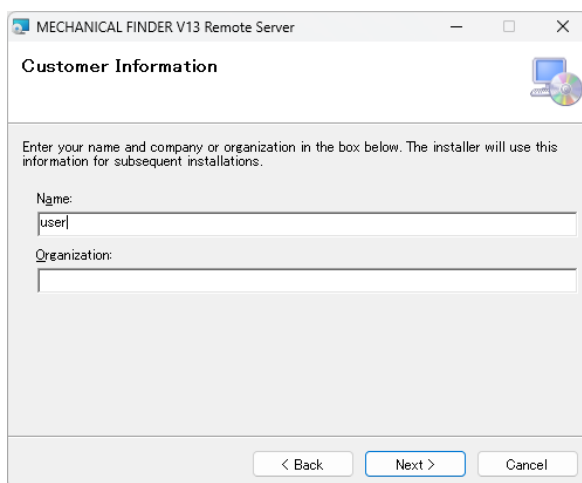 MECHANICAL FINDER V13 Remote Server
Customer Information
Enter your name and company or organization in the box below. The installer will use this
information for subsequent installations.
Name:
user
Organization:
< Back
Next >
Cancel